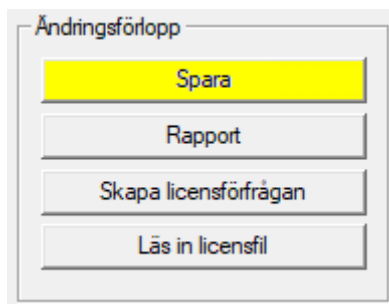 Ändringsförlopp
Spara
Rapport
Skapa licensförfrågan
Läs in licensfil